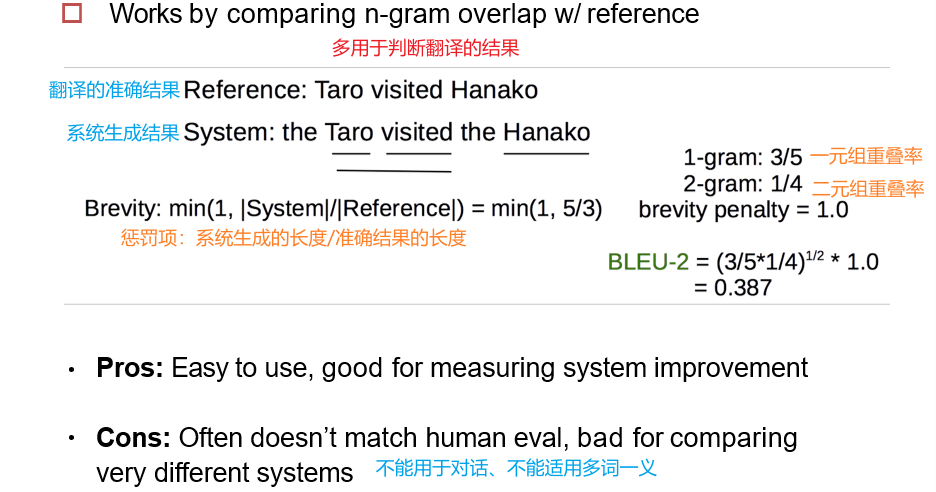 Works by comparing n-gram overlap w/ reference
多用于判断翻译的结果
翻译的准确结果 Reference: Taro visited Hanako
系统生成结果 System: the Taro visited the Hanako
1-gram: 3/5 一元组重叠率
2-gram: 1/4 二元组重叠率
Brevity: min(1, |System|/|Reference|) = min(1, 5/3) brevity penalty = 1.0
惩罚项：系统生成的长度/准确结果的长度
BLEU-2 = (3/5*1/4)^1/2 * 1.0
= 0.387
• Pros: Easy to use, good for measuring system improvement
• Cons: Often doesn’t match human eval, bad for comparing
very different systems 不能用于对话、不能适用多词一义